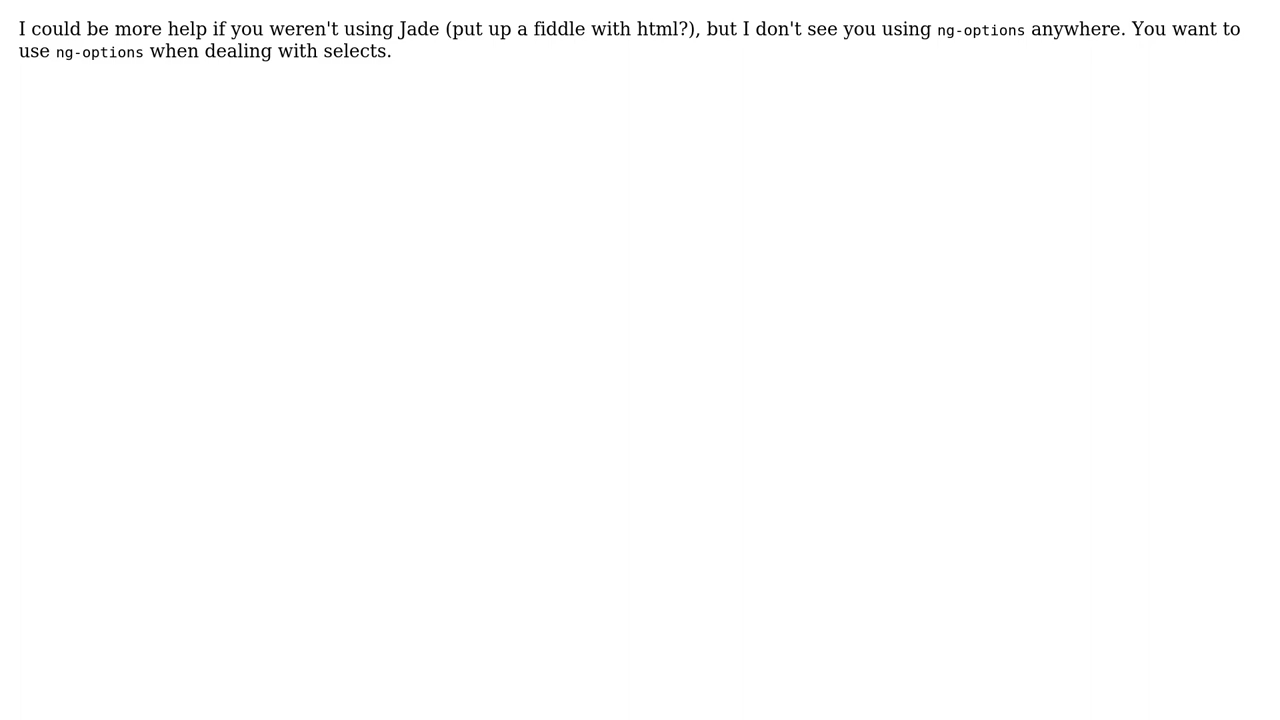 I could be more help if you weren't using Jade (put up a fiddle with html?), but I don't see you using ng-options anywhere. You want to
use ng-options when dealing with selects.